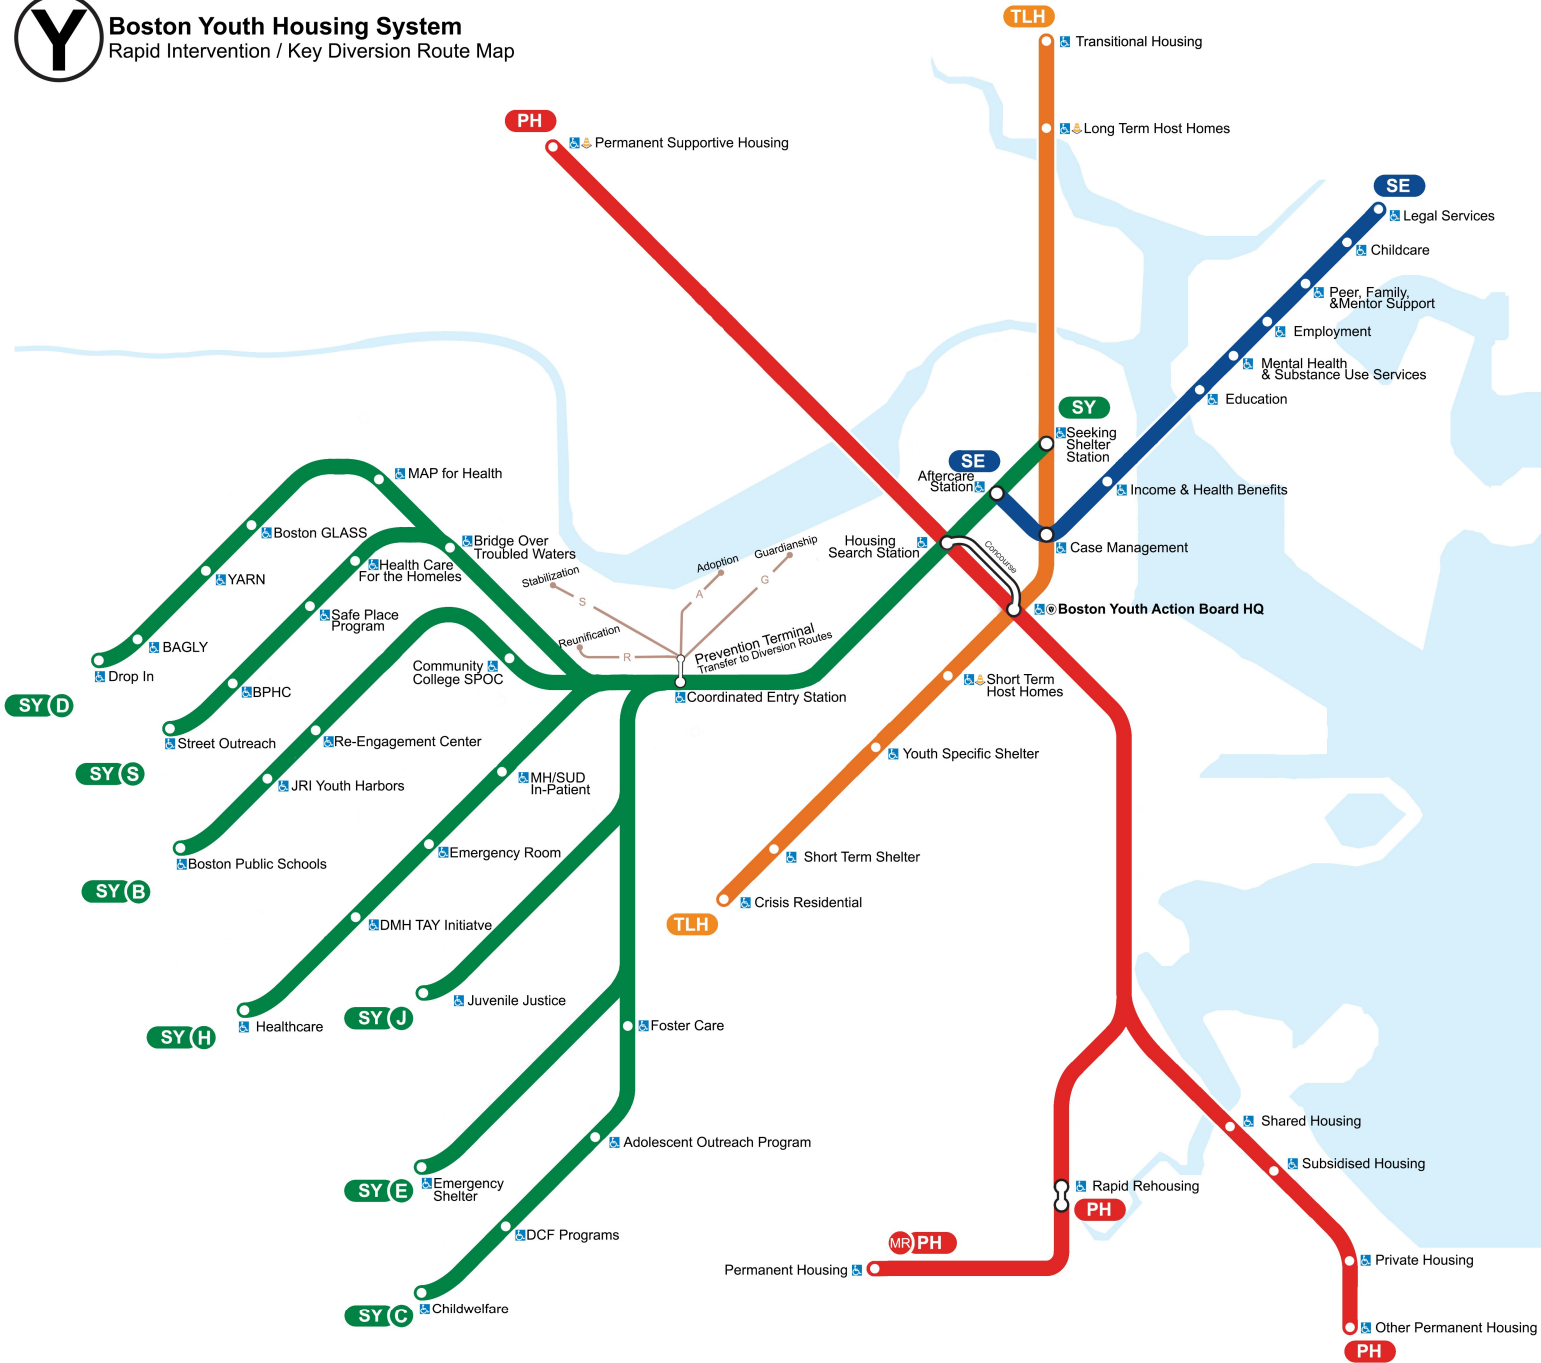 Y
Boston Youth Housing System
Rapid Intervention / Key Diversion Route Map
TLH
Transitional Housing
Long Term Host Homes
PH
Permanent Supportive Housing
SE
Legal Services
Childcare
Peer, Family,
&Mentor Support
Employment
Mental Health
& Substance Use Services
Education
Income & Health Benefits
SY
Seeking
Shelter
Station
SE
Aftercare
Station
Housing
Search Station
Concourse
Case Management
Boston Youth Action Board HQ
MAP for Health
Boston GLASS
YARN
BAGLY
Drop In
SY D
Bridge Over
Troubled Waters
Health Care
For the Homeles
Safe Place
Program
BPHC
Street Outreach
SY S
Community
College SPOC
Re-Engagement Center
JRI Youth Harbors
Boston Public Schools
SY B
Stabilization
S
Reunification
R
Adoption
A
Guardianship
G
Prevention Terminal
Transfer to Diversion Routes
Coordinated Entry Station
MH/SUD
In-Patient
Emergency Room
DMH TAY Initiatve
Healthcare
SY H
Juvenile Justice
SY J
Foster Care
Adolescent Outreach Program
Emergency
Shelter
SY E
DCF Programs
Childwelfare
SY C
Short Term
Host Homes
Youth Specific Shelter
Short Term Shelter
Crisis Residential
TLH
Shared Housing
Subsidised Housing
Rapid Rehousing
PH
MR PH
Permanent Housing
Private Housing
Other Permanent Housing
PH